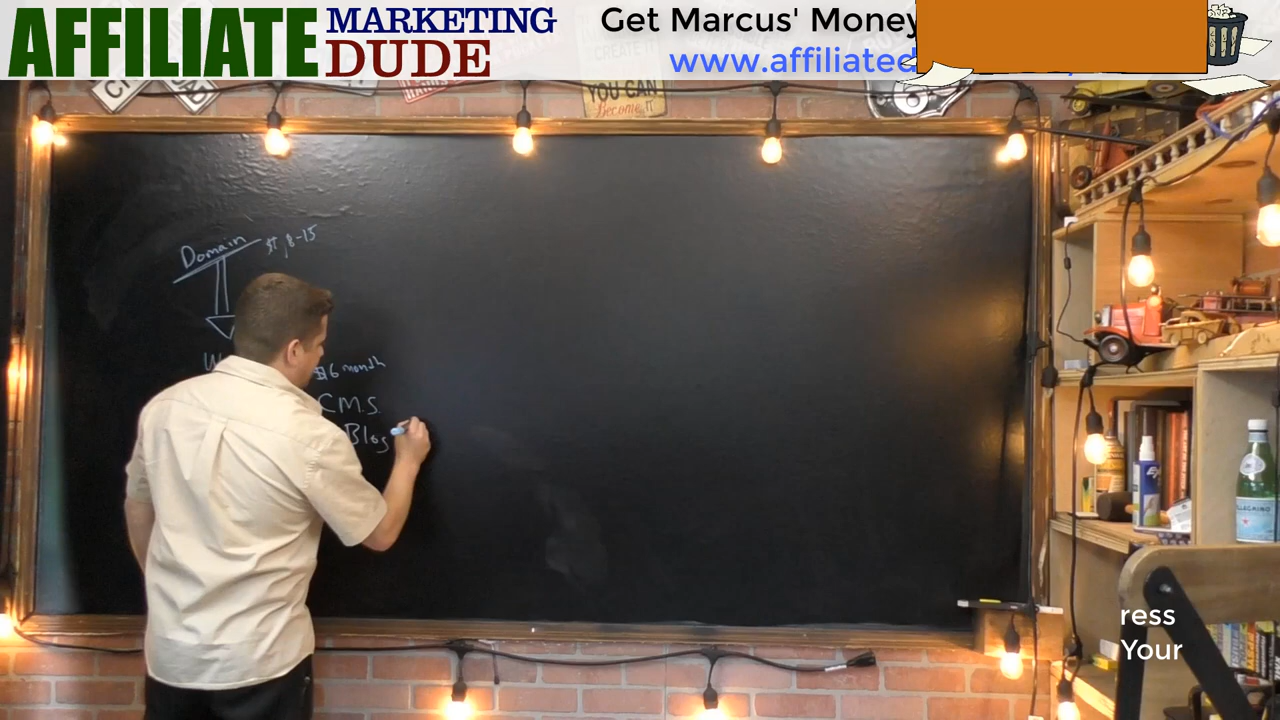 AFFILIATE MARKETING DUDE
Get Marcus' Money
www.affiliated
YOU CAN
Become it
Domain
8-15
$6 month
C.M.S.
Blog
ress
Your